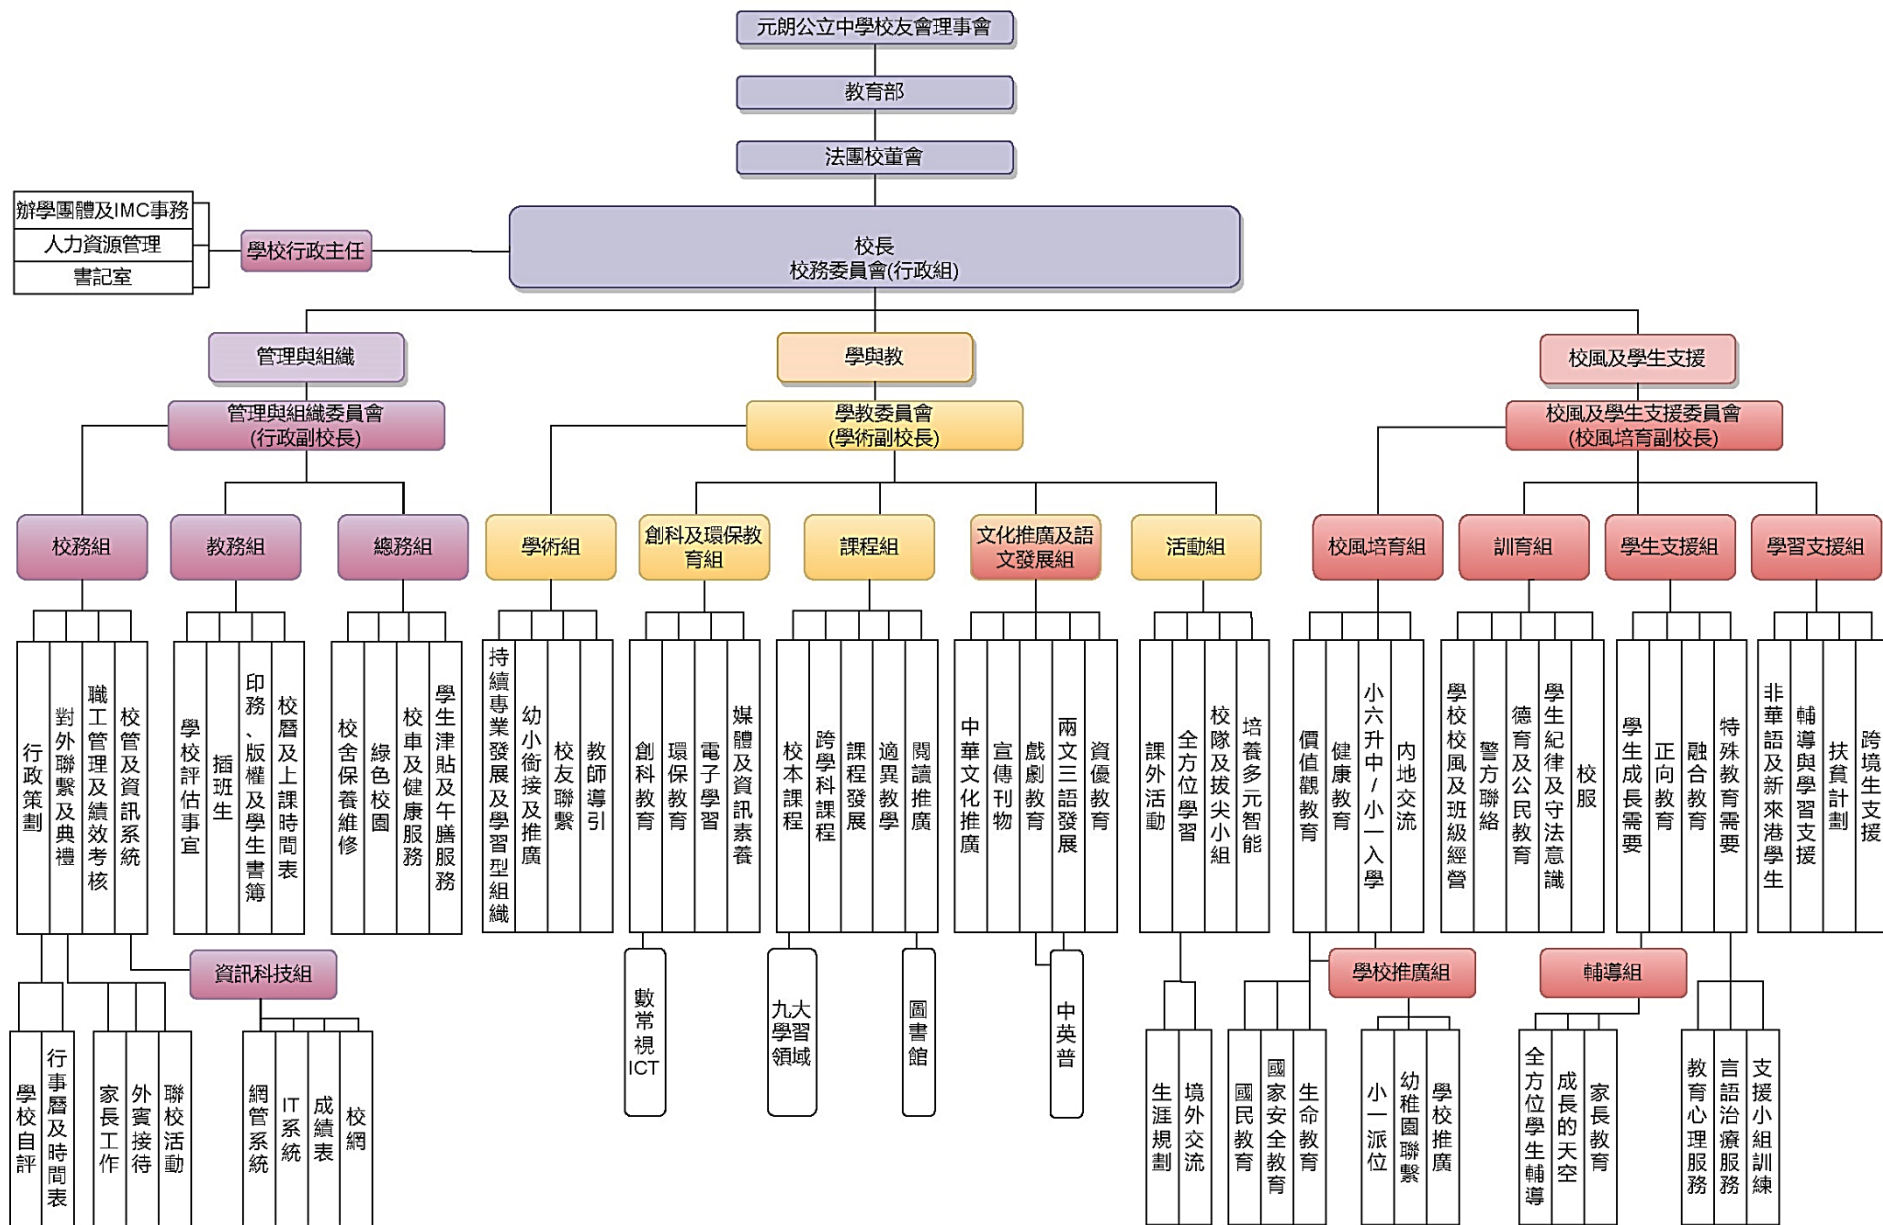 元朗公立中學校友會理事會
教育部
法團校董會
校長
校務委員會(行政組)
學校行政主任
辦學團體及IMC事務
人力資源管理
書記室
管理與組織
學與教
校風及學生支援
管理與組織委員會
(行政副校長)
學教委員會
(學術副校長)
校風及學生支援委員會
(校風培育副校長)
校務組
教務組
總務組
學術組
創科及環保教
育組
課程組
文化推廣及語
文發展組
活動組
校風培育組
訓育組
學生支援組
學習支援組
行政策劃
對外聯繫及典禮
職工管理及績效考核
校管及資訊系統
學校評估事宜
插班生
印務、版權及學生書簿
校曆及上課時間表
校舍保養維修
綠色校園
校車及健康服務
學生津貼及午膳服務
持續專業發展及學習型組織
幼小銜接及推廣
校友聯繫
教師導引
創科教育
環保教育
電子學習
媒體及資訊素養
校本課程
跨學科課程
課程發展
適異教學
閱讀推廣
中華文化推廣
宣傳刊物
戲劇教育
兩文三語發展
資優教育
課外活動
全方位學習
校隊及拔尖小組
培養多元智能
價值觀教育
健康教育
小六升中/小一入學
內地交流
學校校風及班級經營
警方聯絡
德育及公民教育
學生紀律及守法意識
校服
學生成長需要
正向教育
融合教育
特殊教育需要
非華語及新來港學生
輔導與學習支援
扶貧計劃
跨境生支援
資訊科技組
學校推廣組
輔導組
學校自評
行事曆及時間表
家長工作
外賓接待
聯校活動
網管系統
IT系統
成績表
校網
數常視
ICT
九大
學習
領域
圖書館
中英普
生涯規劃
境外交流
國民教育
國家安全教育
生命教育
小一派位
幼稚園聯繫
學校推廣
全方位學生輔導
成長的天空
家長教育
教育心理服務
言語治療服務
支援小組訓練